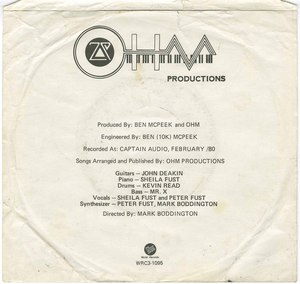 OHM
PRODUCTIONS
Produced By: BEN MCPEEK and OHM
Engineered By: BEN (10K) MCPEEK
Recorded At: CAPTAIN AUDIO, FEBRUARY /80
Songs Arranged and Published By: OHM PRODUCTIONS
Guitars — JOHN DEAKIN
Piano — SHEILA FUST
Drums — KEVIN READ
Bass — MR. X
Vocals — SHEILA FUST and PETER FUST
Synthesizer — PETER FUST, MARK BODDINGTON
Directed By: MARK BODDINGTON
World Records
WRC3-1095